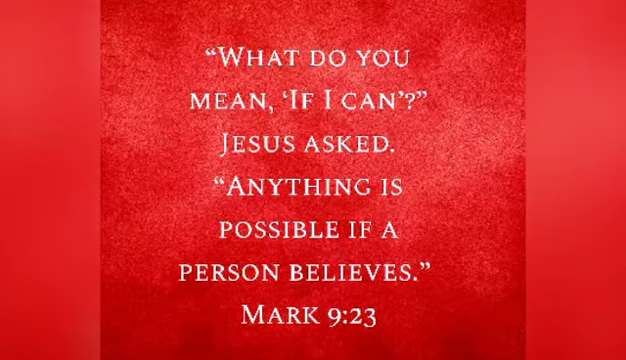 “What do you
mean, ‘If I can’?”
Jesus asked.
“Anything is
possible if a
person believes.”
Mark 9:23